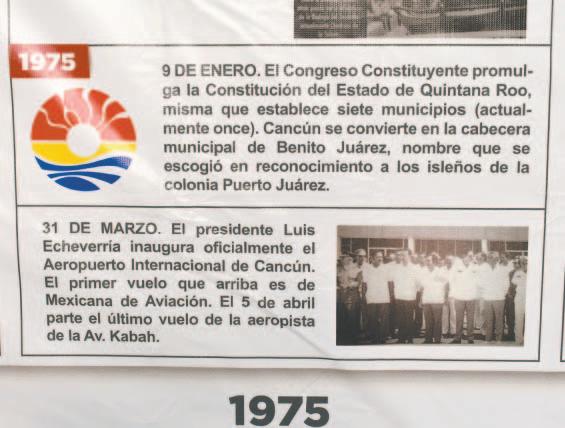 1975
9 DE ENERO. El Congreso Constituyente promul-
ga la Constitución del Estado de Quintana Roo,
misma que establece siete municipios (actual-
mente once). Cancún se convierte en la cabecera
municipal de Benito Juárez, nombre que se
escogió en reconocimiento a los isleños de la
colonia Puerto Juárez.
31 DE MARZO. El presidente Luis
Echeverría inaugura oficialmente el
Aeropuerto Internacional de Cancún.
El primer vuelo que arriba es de
Mexicana de Aviación. El 5 de abril
parte el último vuelo de la aeropista
de la Av. Kabah.
1975